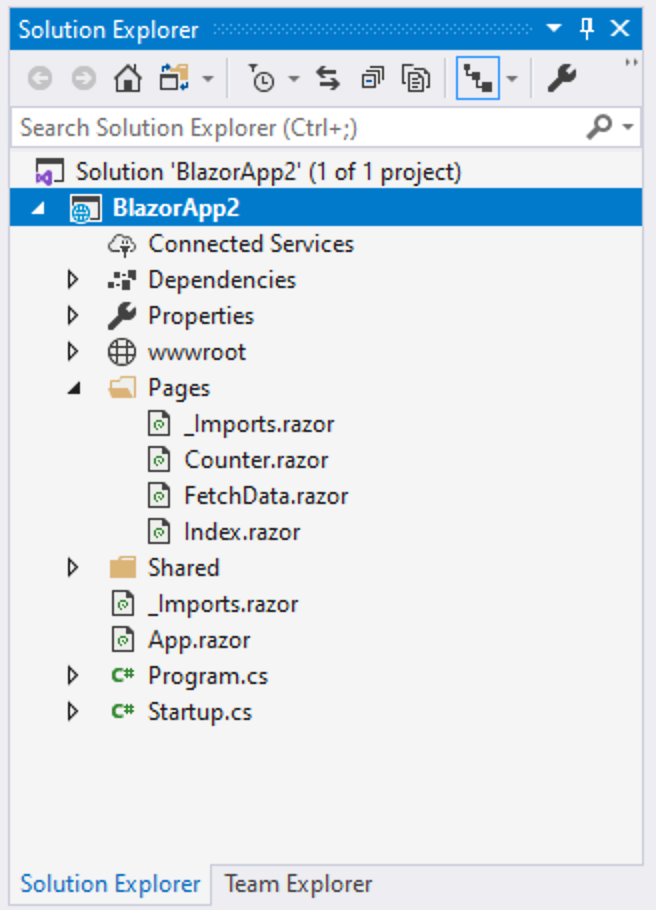 Solution Explorer
Search Solution Explorer (Ctrl+;)
Solution 'BlazorApp2' (1 of 1 project)
BlazorApp2
Connected Services
Dependencies
Properties
wwwroot
Pages
_Imports.razor
Counter.razor
FetchData.razor
Index.razor
Shared
_Imports.razor
App.razor
C# Program.cs
C# Startup.cs
Solution Explorer Team Explorer